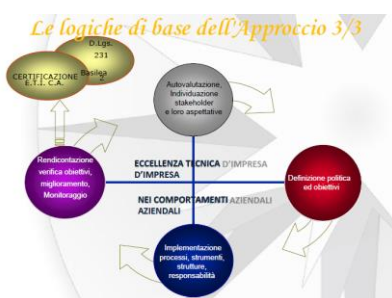 Le logiche di base dell'Approccio 3/3
D.Lgs.
231
Basilea
2
CERTIFICAZIONE
E.T.I. C.A.
Autovalutazione,
Individuazione
stakeholder
e loro aspettative
Rendicontazione
verifica obiettivi,
miglioramento,
Monitoraggio
ECCELLENZA TECNICA D'IMPRESA
D'IMPRESA
Definizione politica
ed obiettivi
NEI COMPORTAMENTI AZIENDALI
AZIENDALI
Implementazione
processi, strumenti,
strutture,
responsabilità